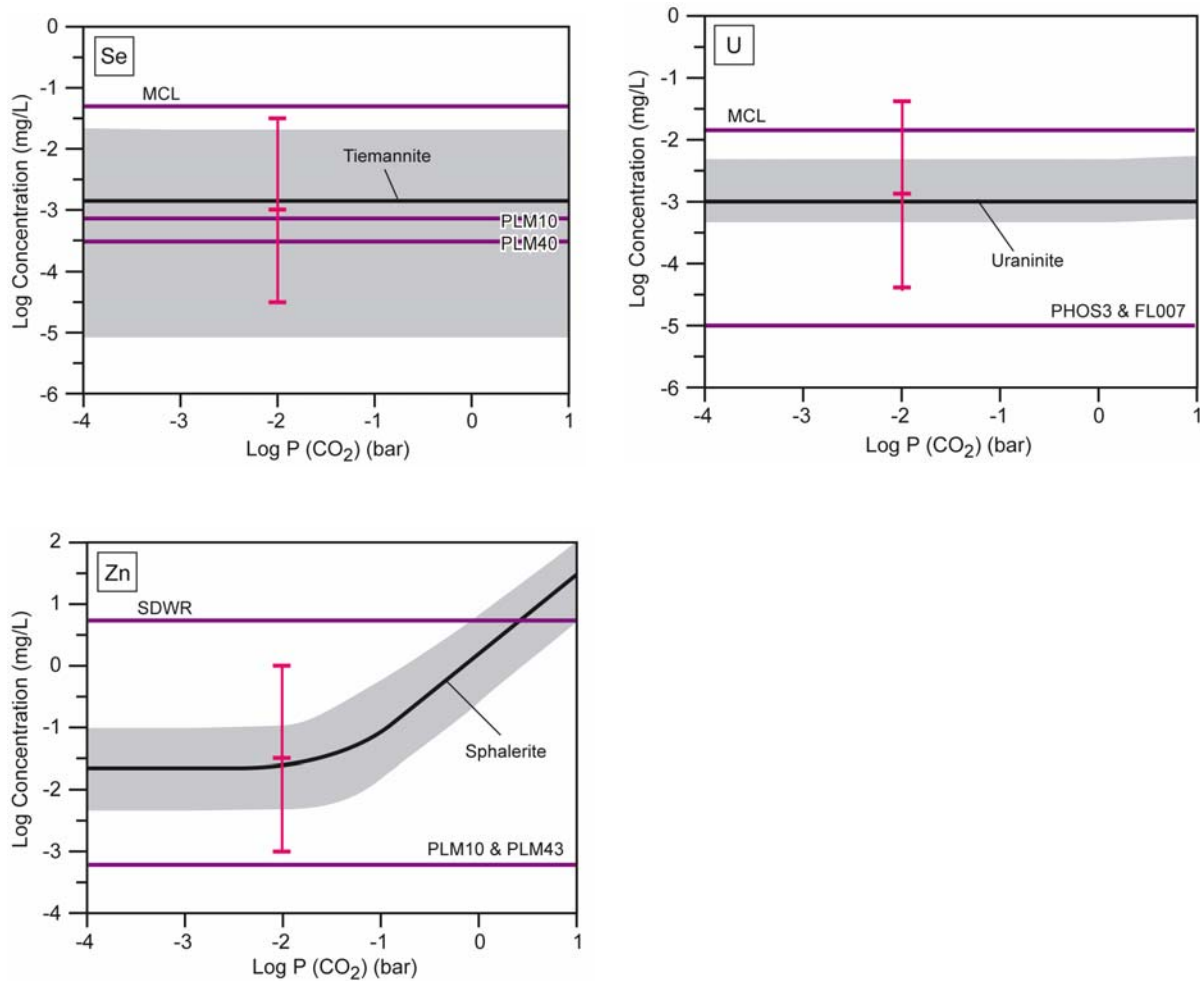 Se
Log Concentration (mg/L)
0
-1
-2
-3
-4
-5
-6
MCL
Tiemannite
PLM10
PLM40
-4 -3 -2 -1 0 1
Log P (CO₂) (bar)
U
Log Concentration (mg/L)
0
-1
-2
-3
-4
-5
-6
MCL
Uraninite
PHOS3 & FL007
-4 -3 -2 -1 0 1
Log P (CO₂) (bar)
Zn
Log Concentration (mg/L)
2
1
0
-1
-2
-3
-4
SDWR
Sphalerite
PLM10 & PLM43
-4 -3 -2 -1 0 1
Log P (CO₂) (bar)